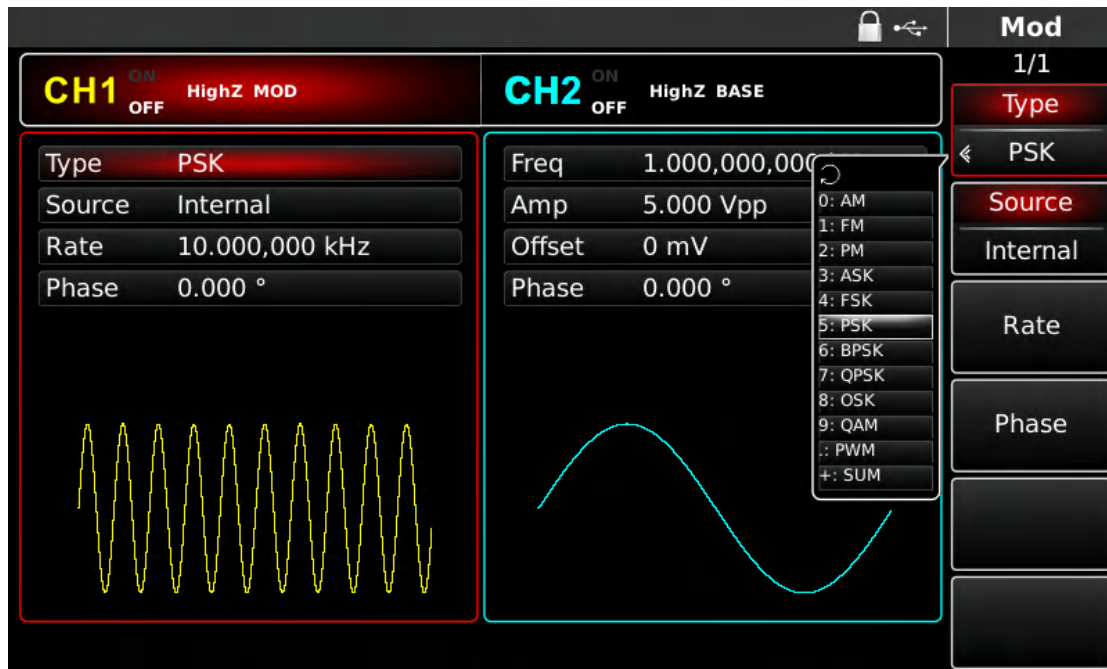 Mod
1/1
CH1 ON OFF HighZ MOD
CH2 ON OFF HighZ BASE
Type PSK
Source Internal
Rate 10.000,000 kHz
Phase 0.000 °
Freq 1.000,000,000
Amp 5.000 Vpp
Offset 0 mV
Phase 0.000 °
0: AM
1: FM
2: PM
3: ASK
4: FSK
5: PSK
6: BPSK
7: QPSK
8: OSK
9: QAM
.: PWM
+: SUM
Type
PSK
Source
Internal
Rate
Phase